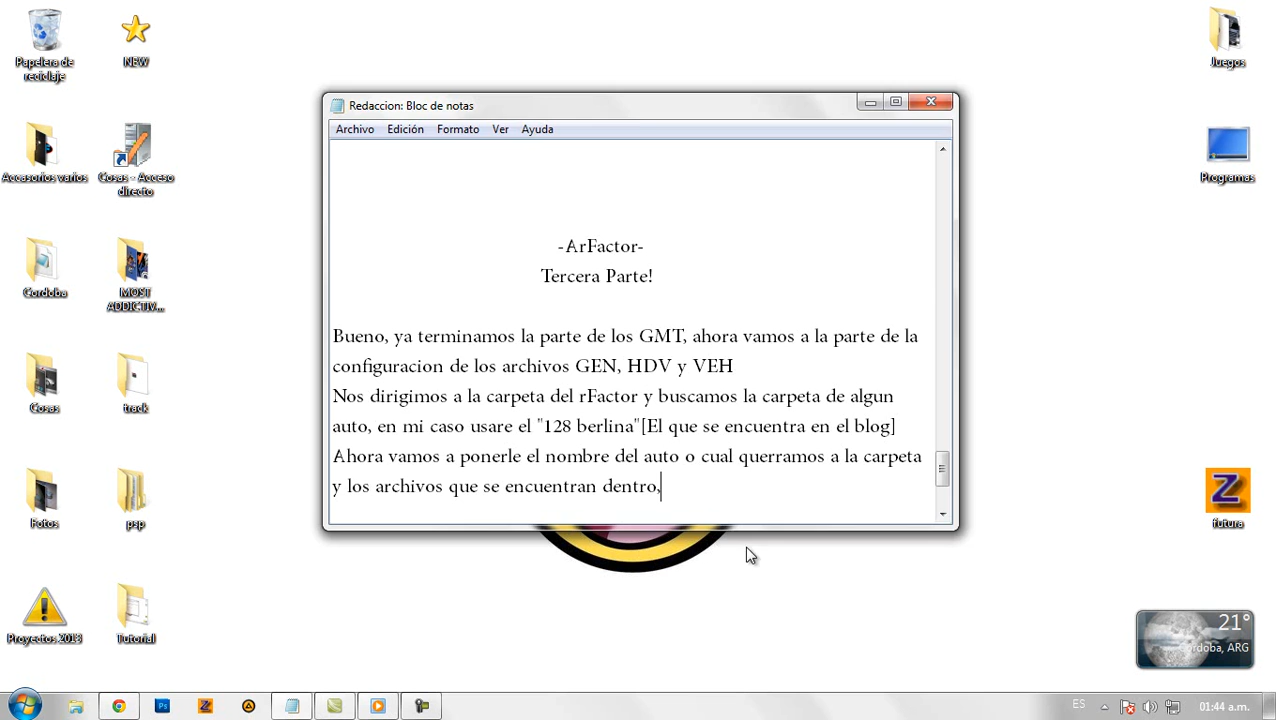 Papelera de
reciclaje
NEW
Juegos
Accasorios varios
Cosas - Acceso
directo
Programas
Cordoba
MOST
ADDICTIV...
Cosas
track
Fotos
psp
futura
Proyectos 2013
Tutorial
Redaccion: Bloc de notas
Archivo Edición Formato Ver Ayuda
-ArFactor-
Tercera Parte!
Bueno, ya terminamos la parte de los GMT, ahora vamos a la parte de la
configuracion de los archivos GEN, HDV y VEH
Nos dirigimos a la carpeta del rFactor y buscamos la carpeta de algun
auto, en mi caso usare el "128 berlina"[El que se encuentra en el blog]
Ahora vamos a ponerle el nombre del auto o cual querramos a la carpeta
y los archivos que se encuentran dentro,
21°
Córdoba, ARG
Ps
ES
01:44 a.m.